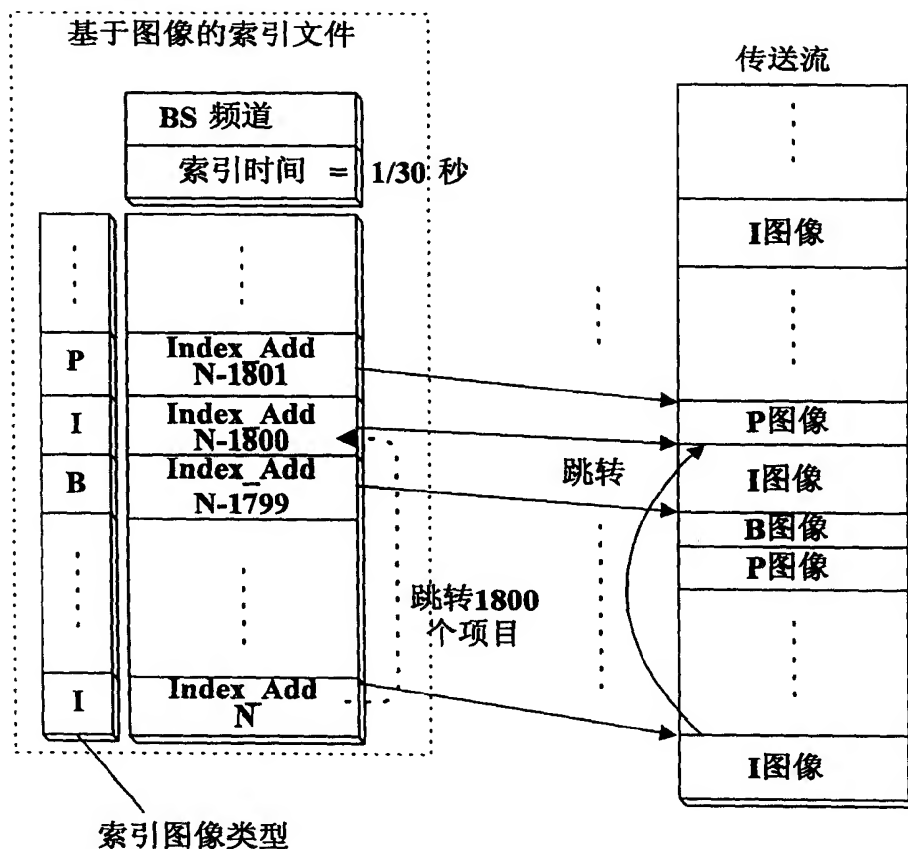 基于图像的索引文件
BS 频道
索引时间 = 1/30 秒
P
Index_Add
N-1801
I
Index_Add
N-1800
B
Index_Add
N-1799
跳转1800
个项目
I
Index_Add
N
索引图像类型
跳转
传送流
I图像
P图像
I图像
B图像
P图像
I图像